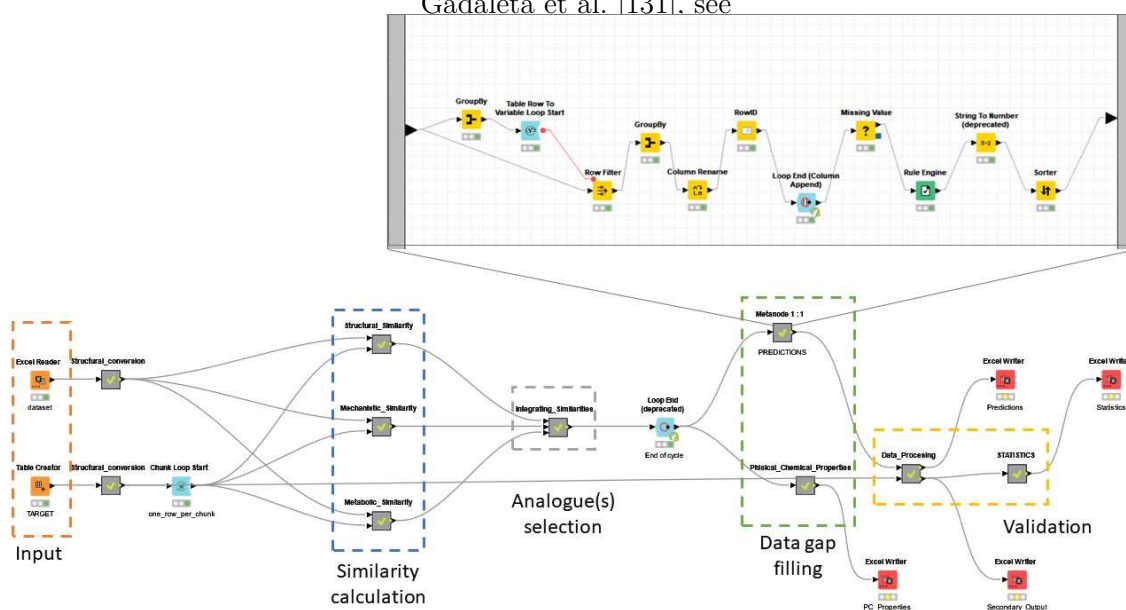 Gadaleta et al. [131], see
GroupBy
Table Row To
Variable Loop Start
Row Filter
GroupBy
Column Rename
RowID
Loop End (Column
Append)
Missing Value
Rule Engine
String To Number
(deprecated)
Sorter
Excel Reader
dataset
Structural_conversion
Table Creator
TARGET
Structural_conversion
Chunk Loop Start
one_row_per_chunk
Input
Structural_Similarity
Mechanistic_Similarity
Metabolic_Similarity
Similarity
calculation
Integrating_Similarities
Analogue(s)
selection
Loop End
(deprecated)
End of cycle
Metanode 1 : 1
PREDICTIONS
Phisical_Chemical_Properties
Data gap
filling
Excel Writer
PC_Properties
Data_Procesing
STATISTICS
Validation
Excel Writer
Predictions
Excel Write
Statistics
Excel Writer
Secondary_Output